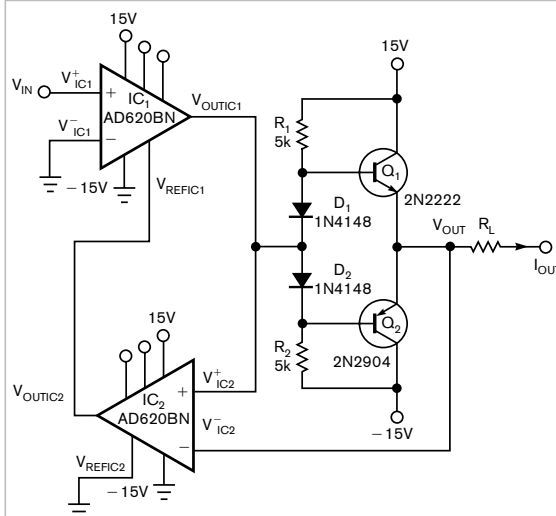 15V
15V
V_IN
V⁺_IC1
IC₁
AD620BN
V_OUTIC1
+
V⁻_IC1
−
−15V
V_REFIC1
R₁
5k
Q₁
2N2222
D₁
1N4148
V_OUT
R_L
I_OUT
D₂
1N4148
Q₂
R₂
5k
2N2904
−15V
15V
V_OUTIC2
IC₂
AD620BN
+
V⁺_IC2
V⁻_IC2
−
V_REFIC2
−15V